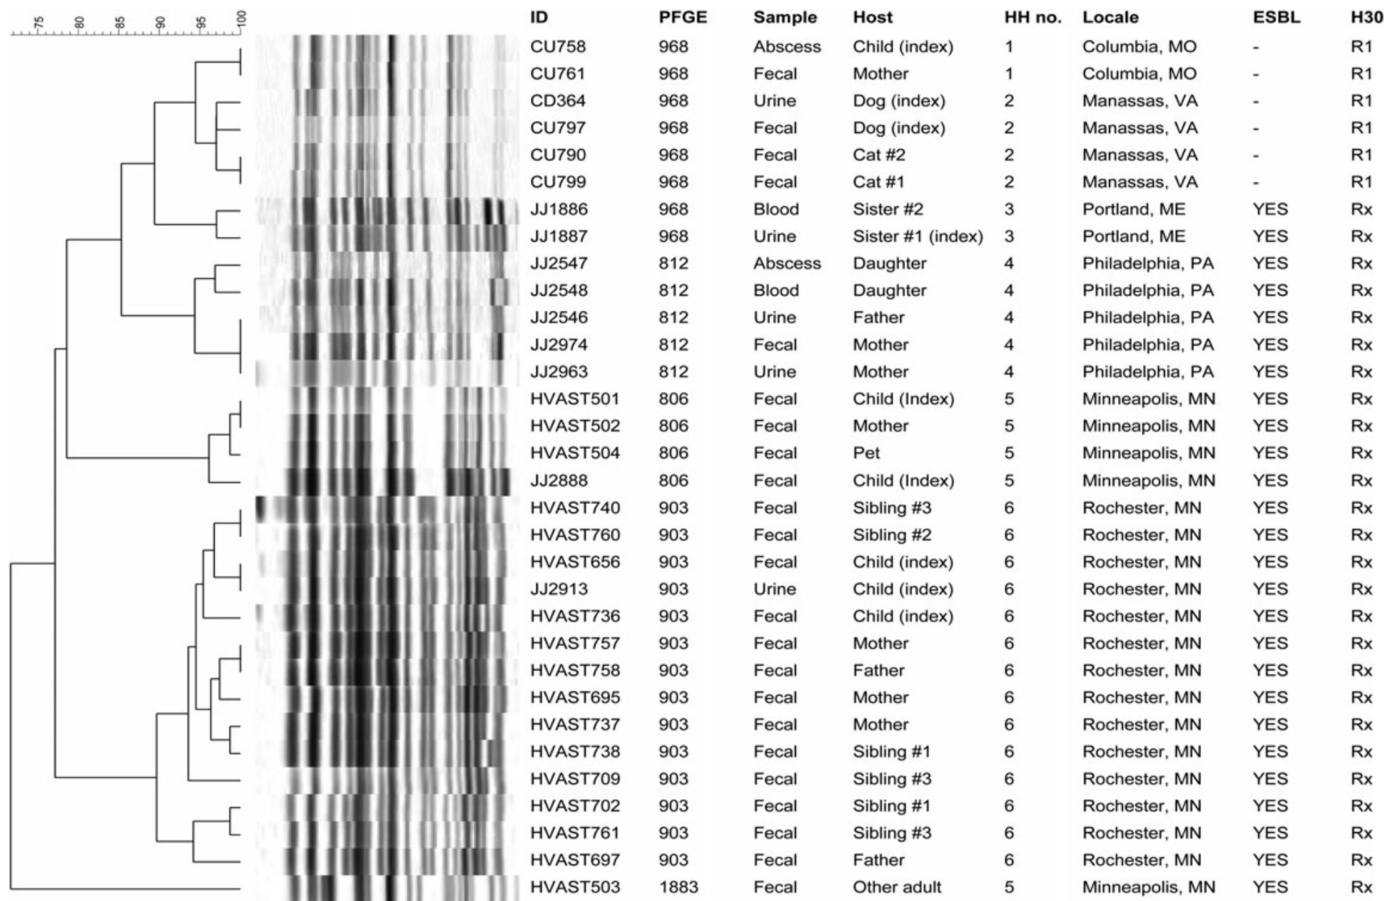 75 80 85 90 95 100 ID PFGE Sample Host HH no. Locale ESBL H30
CU758 968 Abscess Child (index) 1 Columbia, MO - R1
CU761 968 Fecal Mother 1 Columbia, MO - R1
CD364 968 Urine Dog (index) 2 Manassas, VA - R1
CU797 968 Fecal Dog (index) 2 Manassas, VA - R1
CU790 968 Fecal Cat #2 2 Manassas, VA - R1
CU799 968 Fecal Cat #1 2 Manassas, VA - R1
JJ1886 968 Blood Sister #2 3 Portland, ME YES Rx
JJ1887 968 Urine Sister #1 (index) 3 Portland, ME YES Rx
JJ2547 812 Abscess Daughter 4 Philadelphia, PA YES Rx
JJ2548 812 Blood Daughter 4 Philadelphia, PA YES Rx
JJ2546 812 Urine Father 4 Philadelphia, PA YES Rx
JJ2974 812 Fecal Mother 4 Philadelphia, PA YES Rx
JJ2963 812 Urine Mother 4 Philadelphia, PA YES Rx
HVAST501 806 Fecal Child (Index) 5 Minneapolis, MN YES Rx
HVAST502 806 Fecal Mother 5 Minneapolis, MN YES Rx
HVAST504 806 Fecal Pet 5 Minneapolis, MN YES Rx
JJ2888 806 Fecal Child (Index) 5 Minneapolis, MN YES Rx
HVAST740 903 Fecal Sibling #3 6 Rochester, MN YES Rx
HVAST760 903 Fecal Sibling #2 6 Rochester, MN YES Rx
HVAST656 903 Fecal Child (index) 6 Rochester, MN YES Rx
JJ2913 903 Urine Child (index) 6 Rochester, MN YES Rx
HVAST736 903 Fecal Child (index) 6 Rochester, MN YES Rx
HVAST757 903 Fecal Mother 6 Rochester, MN YES Rx
HVAST758 903 Fecal Father 6 Rochester, MN YES Rx
HVAST695 903 Fecal Mother 6 Rochester, MN YES Rx
HVAST737 903 Fecal Mother 6 Rochester, MN YES Rx
HVAST738 903 Fecal Sibling #1 6 Rochester, MN YES Rx
HVAST709 903 Fecal Sibling #3 6 Rochester, MN YES Rx
HVAST702 903 Fecal Sibling #1 6 Rochester, MN YES Rx
HVAST761 903 Fecal Sibling #3 6 Rochester, MN YES Rx
HVAST697 903 Fecal Father 6 Rochester, MN YES Rx
HVAST503 1883 Fecal Other adult 5 Minneapolis, MN YES Rx